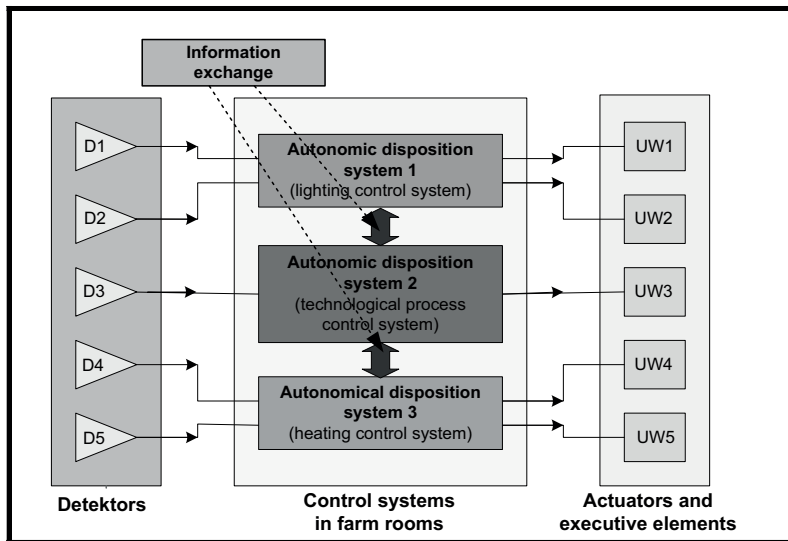 Information
exchange
D1
D2
D3
D4
D5
Autonomic disposition
system 1
(lighting control system)
Autonomic disposition
system 2
(technological process
control system)
Autonomical disposition
system 3
(heating control system)
UW1
UW2
UW3
UW4
UW5
Detektors
Control systems
in farm rooms
Actuators and
executive elements